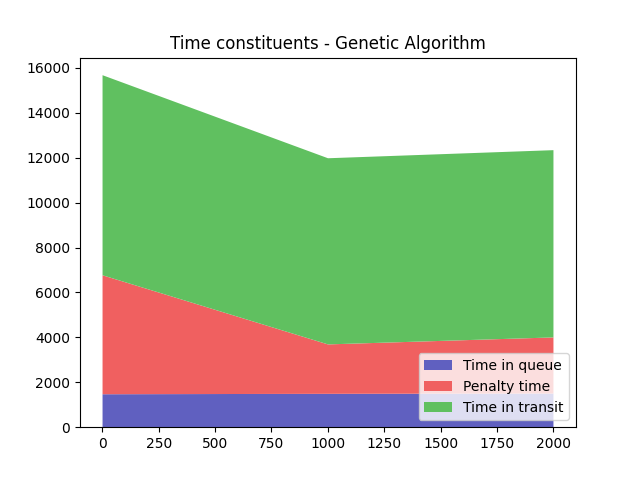 Time constituents - Genetic Algorithm
16000
14000
12000
10000
8000
6000
4000
2000
0
Time in queue
Penalty time
Time in transit
0 250 500 750 1000 1250 1500 1750 2000